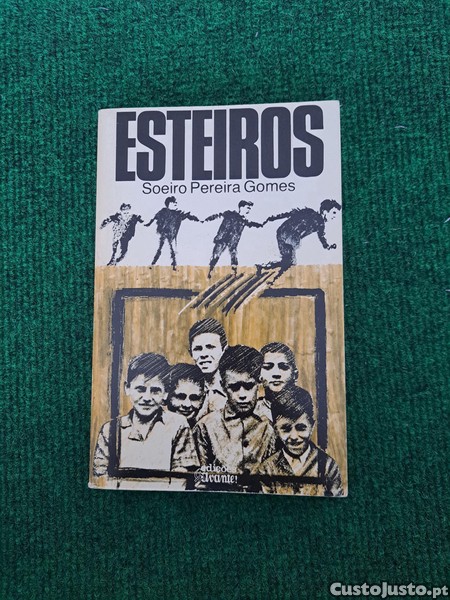 ESTEIROS
Soeiro Pereira Gomes
edições
Avante!
CustoJusto.pt